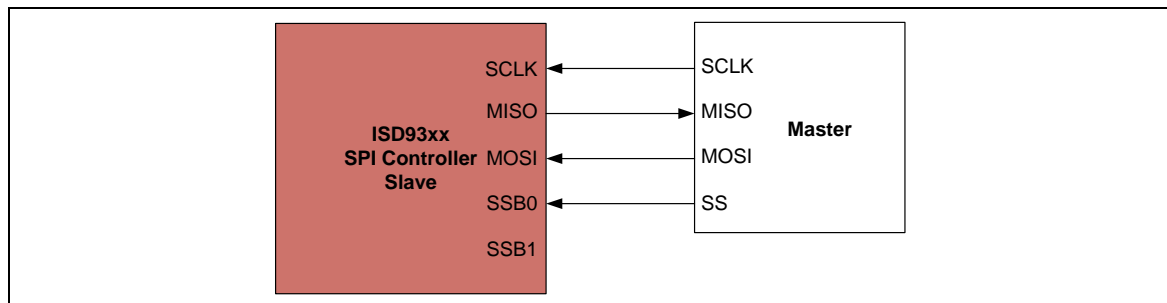 SCLK
MISO
ISD93xx
SPI Controller
Slave
MOSI
SSB0
SSB1
SCLK
MISO
Master
MOSI
SS